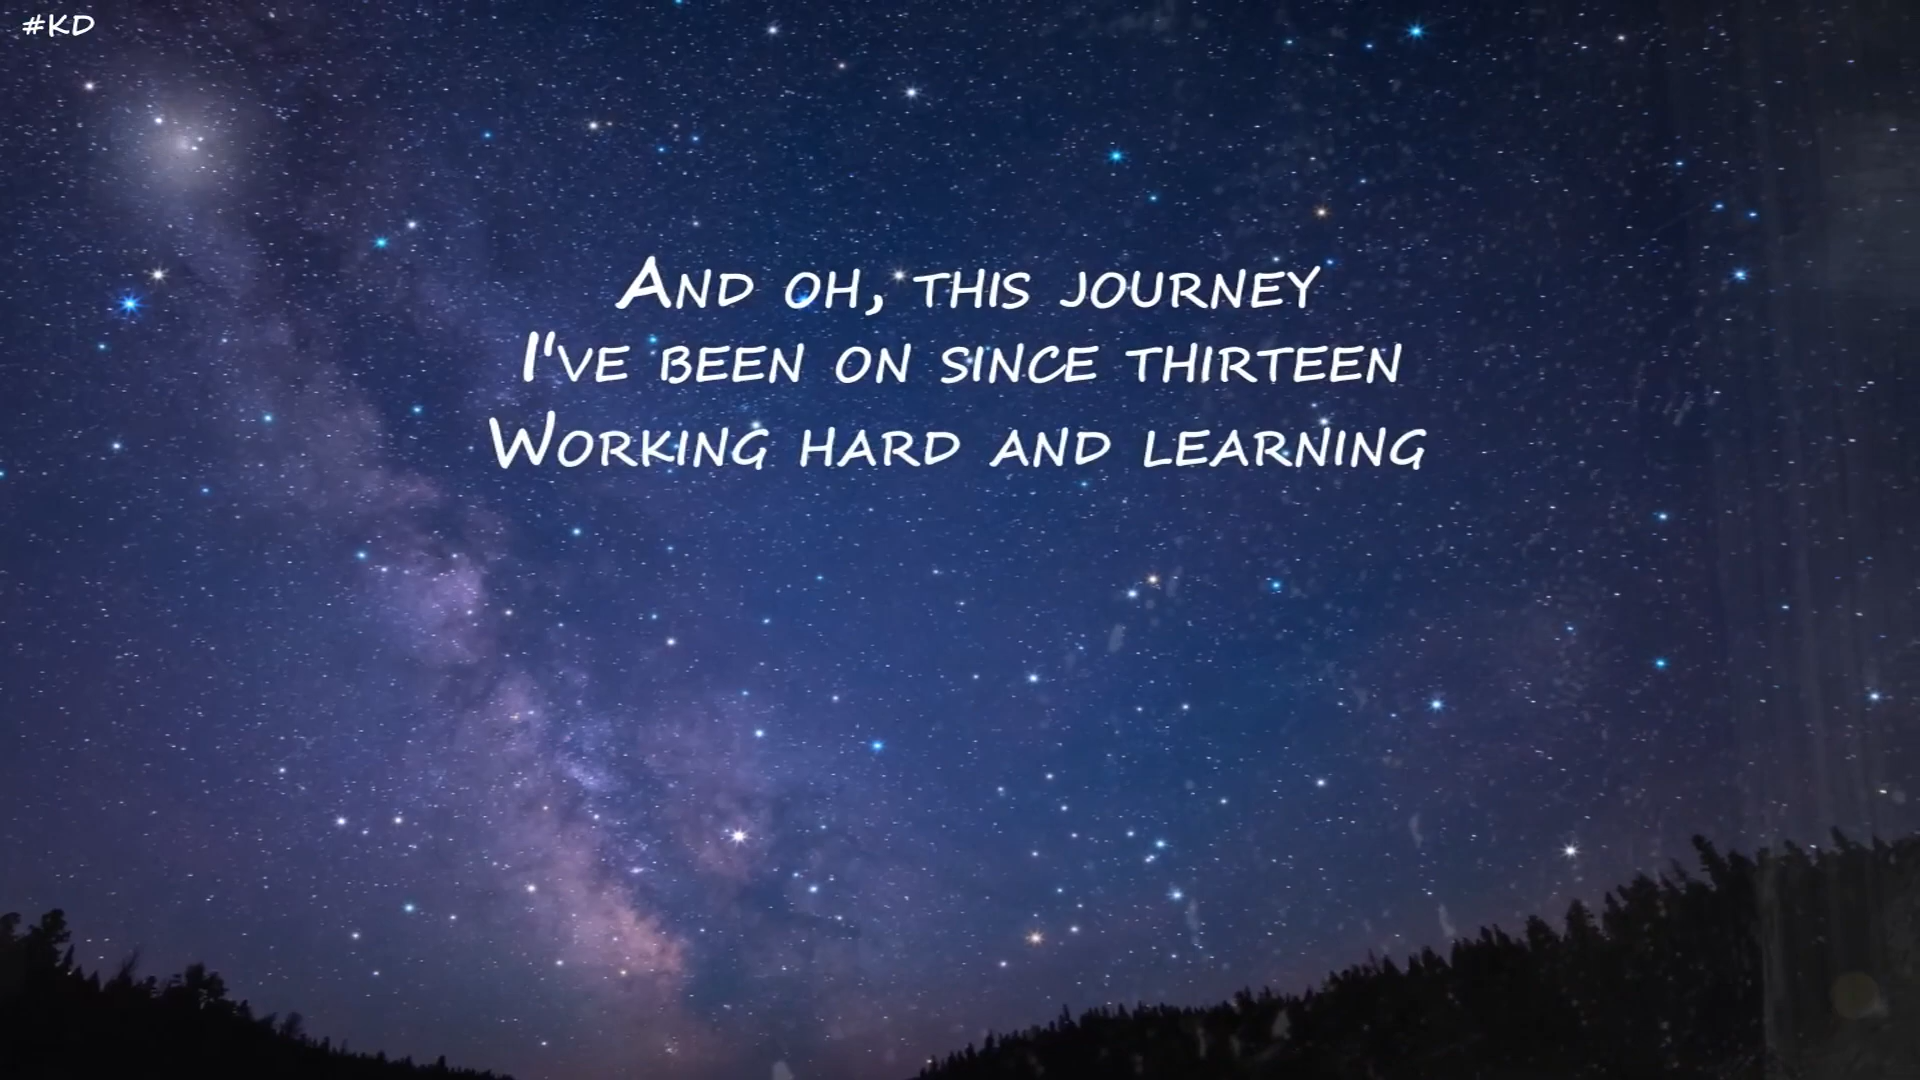 #KD
And oh, this journey
I've been on since thirteen
Working hard and learning